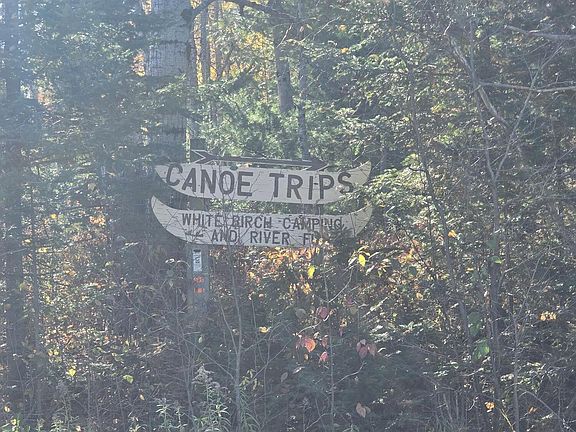 CANOE TRIPS
WHITE BIRCH CAMPING
AND RIVER